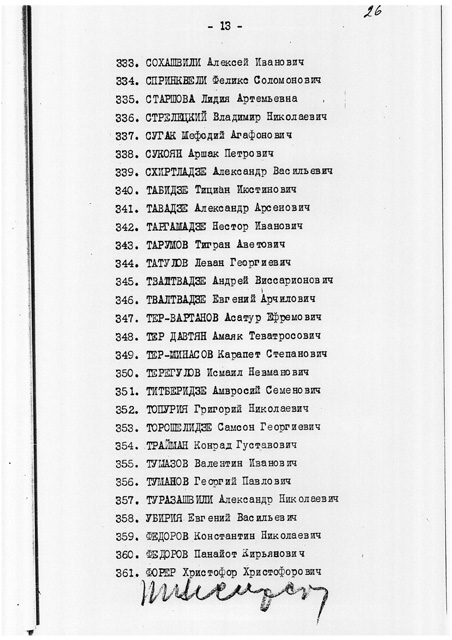 26
- 13 -
333. СОХАШВИЛИ Алексей Иванович
334. СПРИНКВЕЛИ Феликс Соломонович
335. СТАРШОВА Лидия Артемьевна
336. СТРЕЛЕЦКИЙ Владимир Николаевич
337. СУГАК Мефодий Агафонович
338. СУКОЯН Аршак Петрович
339. СХИРТЛАДЗЕ Александр Васильевич
340. ТАБИДЗЕ Тициан Июстинович
341. ТАВАДЗЕ Александр Арсенович
342. ТАРГАМАДЗЕ Нестор Иванович
343. ТАРУМОВ Тигран Аветович
344. ТАТУЛОВ Леван Георгиевич
345. ТВАЛТВАДЗЕ Андрей Виссарионович
346. ТВАЛТВАДЗЕ Евгений Арчилович
347. ТЕР-ВАРТАНОВ Асатур Ефремович
348. ТЕР ДАВТЯН Амаяк Теватросович
349. ТЕР-МИНАСОВ Карапет Степанович
350. ТЕРЕГУЛОВ Исмаил Невманович
351. ТИТБЕРИДЗЕ Амвросий Семенович
352. ТОПУРИЯ Григорий Николаевич
353. ТОРОШЕЛИДЗЕ Самсон Георгиевич
354. ТРАЙМАН Конрад Густавович
355. ТУМАЗОВ Валентин Иванович
356. ТУМАНОВ Георгий Павлович
357. ТУРАЗАШВИЛИ Александр Николаевич
358. УБИРИЯ Евгений Васильевич
359. ФЕДОРОВ Константин Николаевич
360. ФЕДОРОВ Панайот Кирьянович
361. ФОРЕР Христофор Христофорович